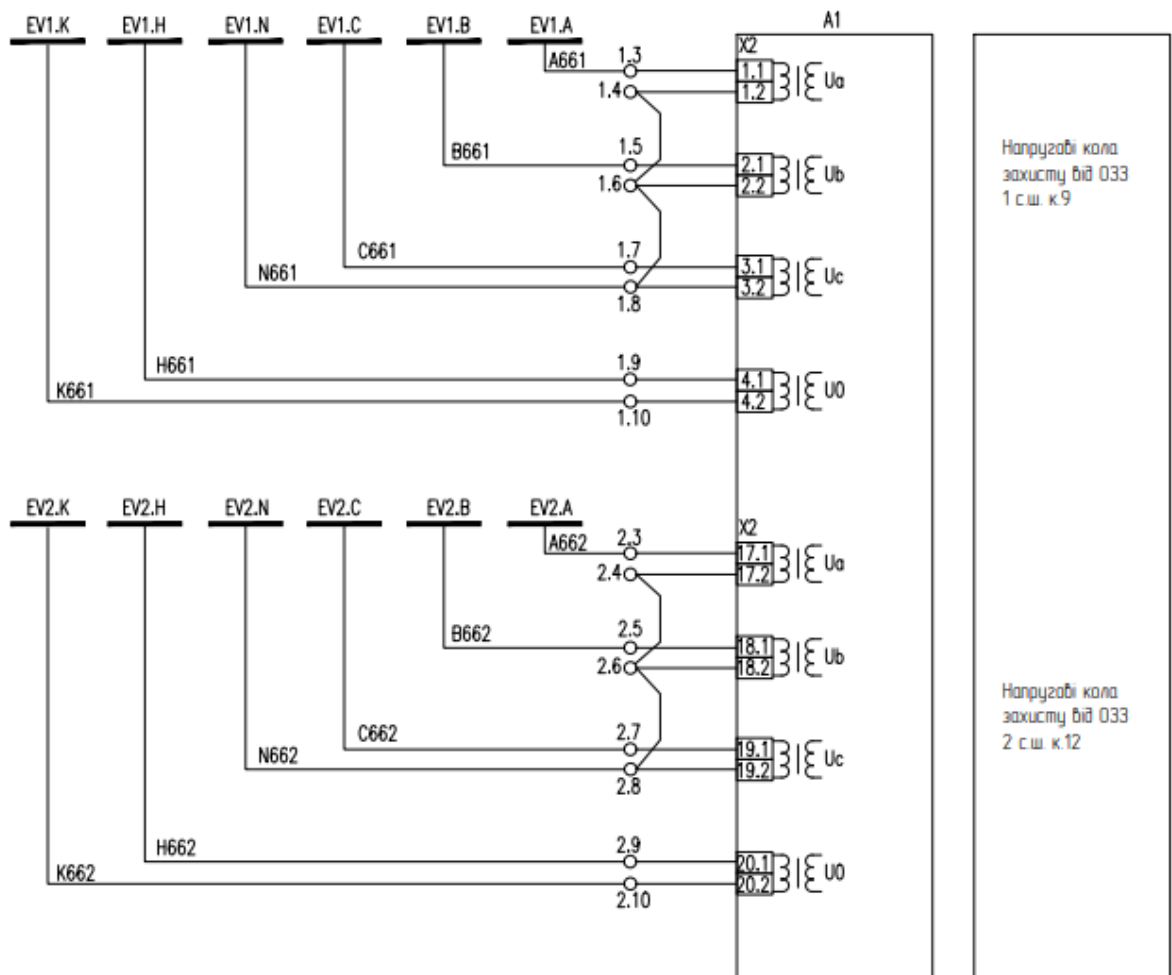 EV1.K EV1.H EV1.N EV1.C EV1.B EV1.A A1
A661 1.3 X2
1.1 Ua
1.4 1.2
B661 1.5 2.1 Ub
1.6 2.2
C661 1.7 3.1 Uc
N661 1.8 3.2
H661 1.9 4.1 U0
K661 1.10 4.2
Напругові кола
захисту від ОЗЗ
1 с.ш. к.9
EV2.K EV2.H EV2.N EV2.C EV2.B EV2.A
A662 2.3 X2
17.1 Ua
2.4 17.2
B662 2.5 18.1 Ub
2.6 18.2
C662 2.7 19.1 Uc
N662 2.8 19.2
H662 2.9 20.1 U0
K662 2.10 20.2
Напругові кола
захисту від ОЗЗ
2 с.ш. к.12